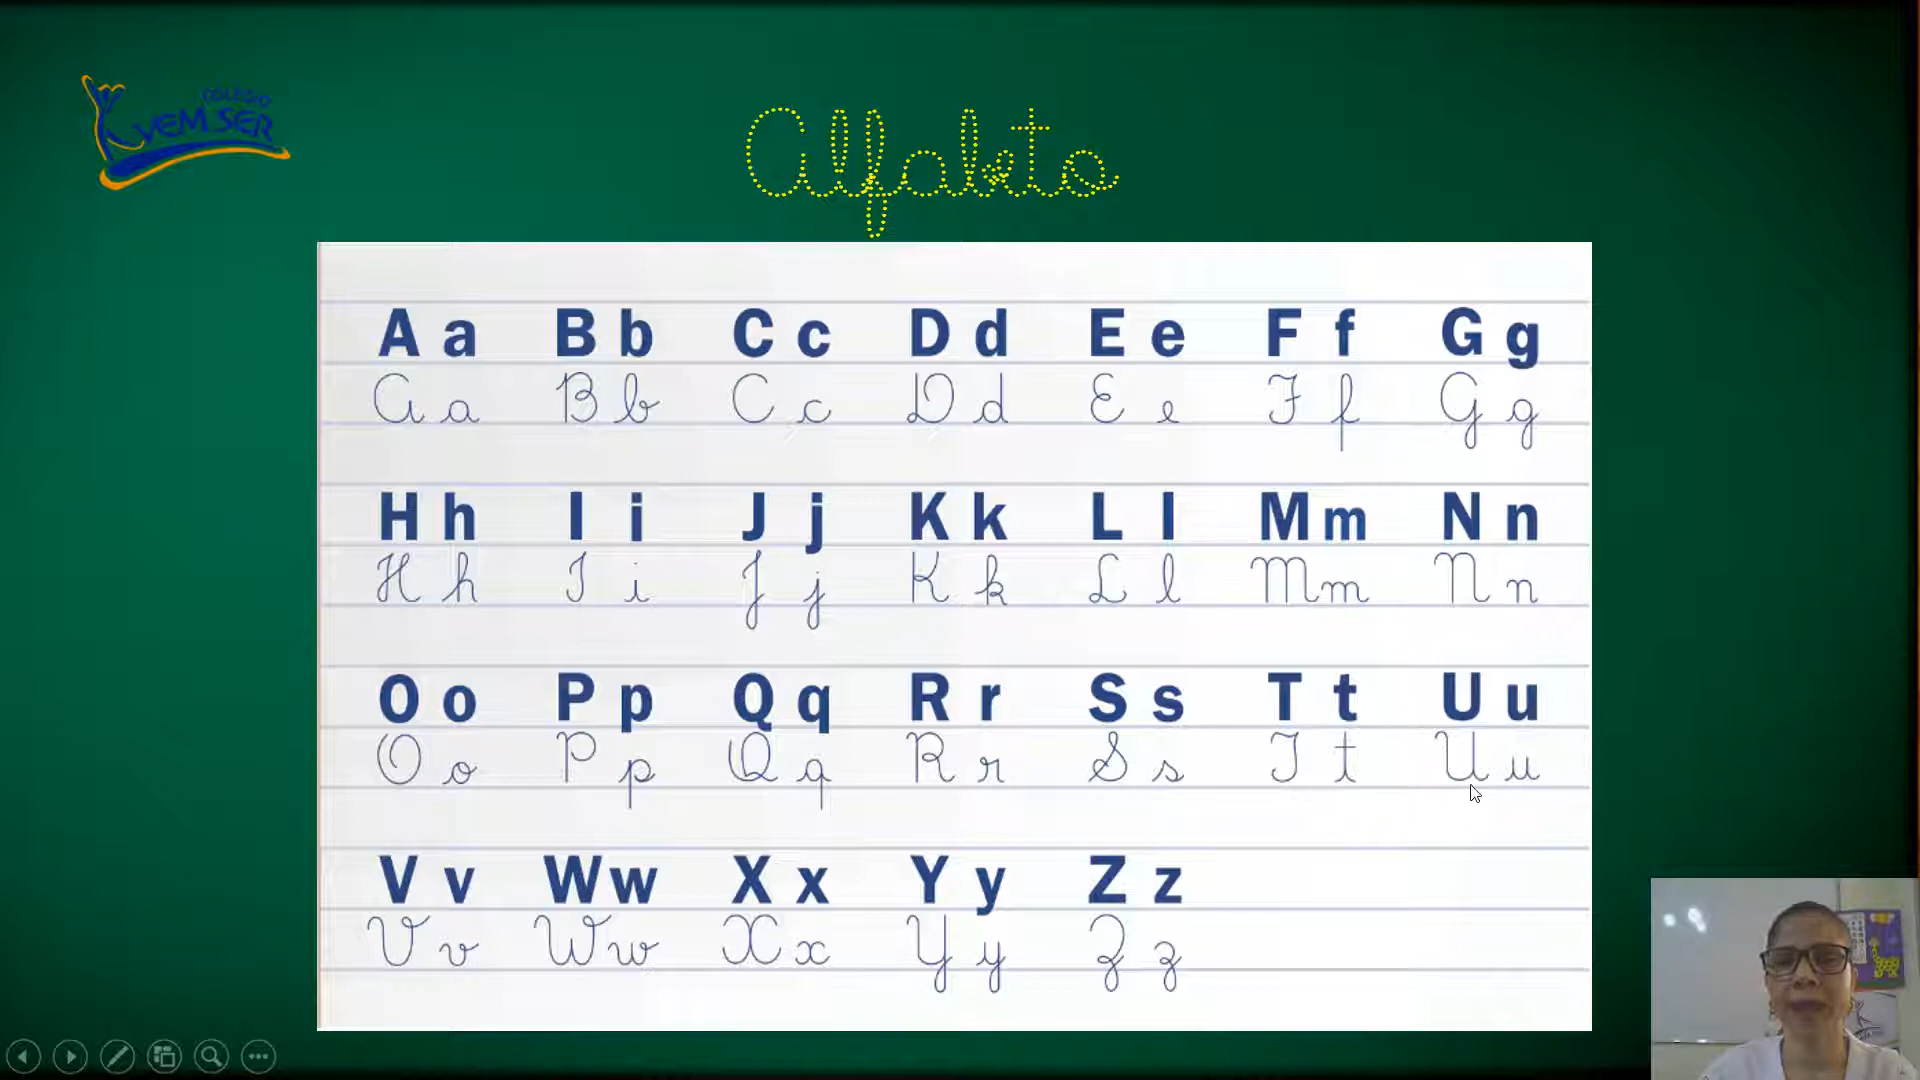 COLÉGIO
VEM SER
Alfabeto
A a B b C c D d E e F f G g
A a B b C c D d E e F f G g
H h I i J j K k L l M m N n
H h I i J j K k L l M m N n
O o P p Q q R r S s T t U u
O o P p Q q R r S s T t U u
V v W w X x Y y Z z
V v W w X x Y y Z z